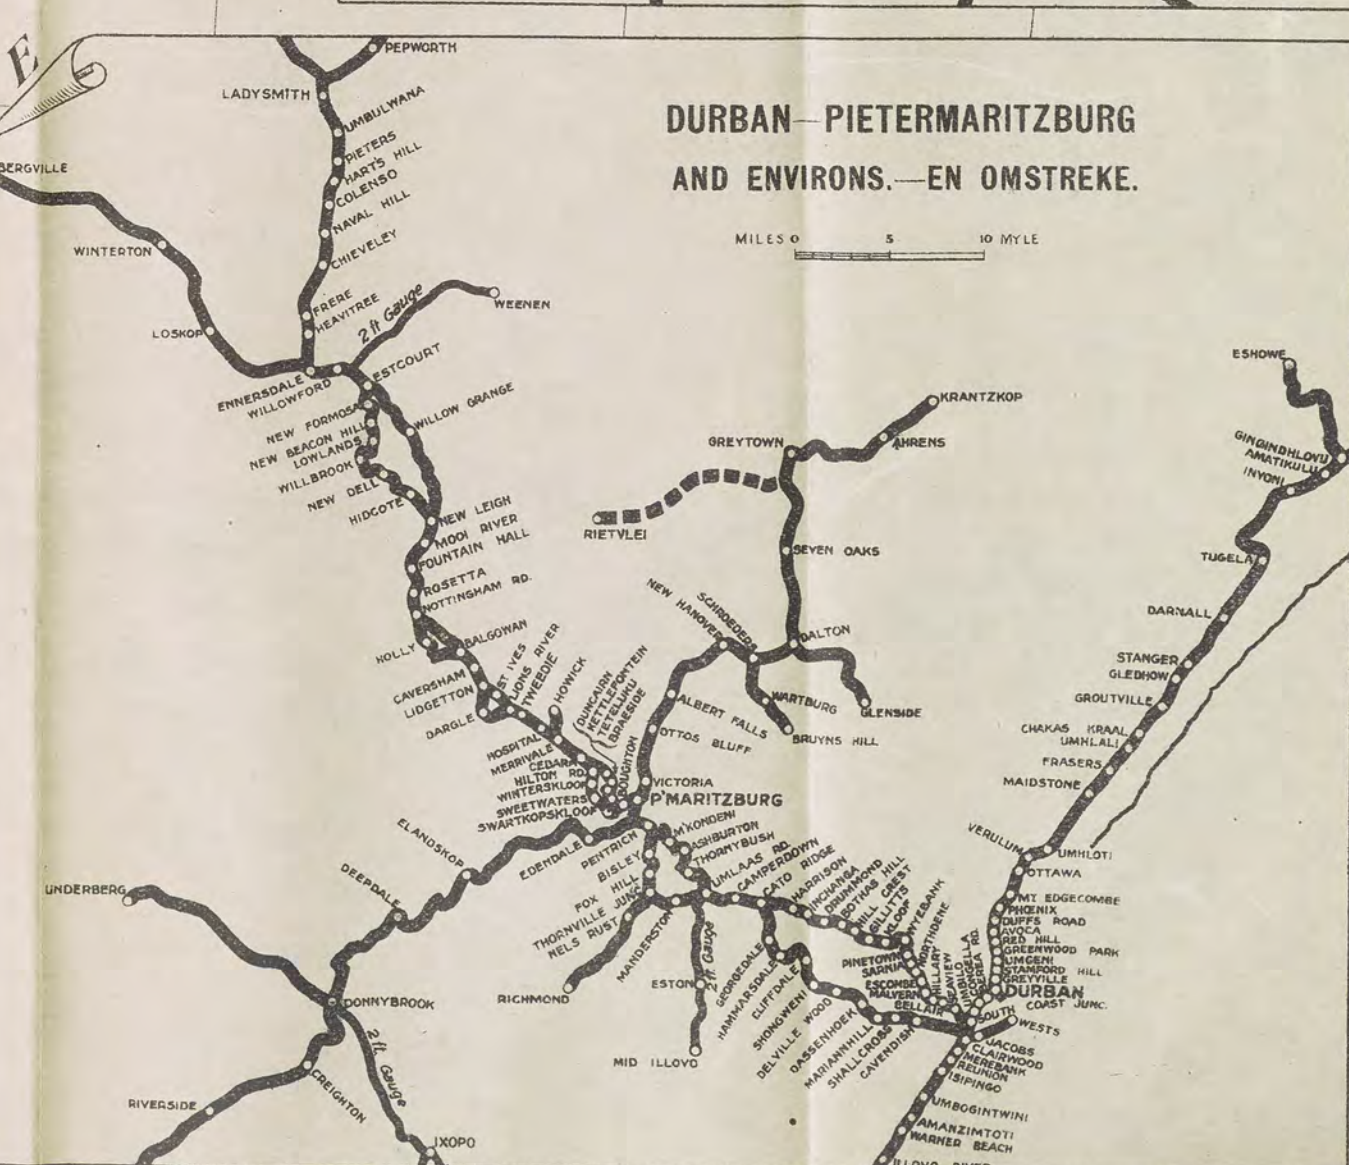 E
PEPWORTH
LADYSMITH
UMBULWANA
PIETERS
HART'S HILL
COLENSO
NAVAL HILL
CHIEVELEY
FRERE
HEAVITREE
BERGVILLE
WINTERTON
LOSKOP
DURBAN—PIETERMARITZBURG
AND ENVIRONS.—EN OMSTREKE.
MILES 0 5 10 MYLE
2 ft Gauge
WEENEN
ENNERSDALE
WILLOWFORD
ESTCOURT
NEW FORMOSA
NEW BEACON HILL
LOWLANDS
WILLBROOK
NEW DELL
HIDCOTE
WILLOW GRANGE
NEW LEIGH
MOOI RIVER
FOUNTAIN HALL
ROSETTA
NOTTINGHAM RD.
BALGOWAN
HOLLY
CAVERSHAM
LIDGETTON
DARGLE
ST IVES
LIONS RIVER
TWEEDIE
HOWICK
DUNCAIRN
KETTLEFONTEIN
TETELUKU
BRAESIDE
BOUGHTON
HOSPITAL
MERRIVALE
CEDARA
HILTON RD.
WINTERSKLOOF
SWEETWATERS
SWARTKOPSKLOOF
ESHOWE
GINGINDHLOVU
AMATIKULU
INYONI
TUGELA
DARNALL
STANGER
GLEDHOW
GROUTVILLE
CHAKAS KRAAL
UMHLALI
FRASERS
MAIDSTONE
VERULUM
UMHLOTI
OTTAWA
MT EDGECOMBE
PHOENIX
DUFFS ROAD
AVOCA
RED HILL
GREENWOOD PARK
UMGENI
STAMFORD HILL
GREYVILLE
DURBAN
COAST JUNC.
KRANTZKOP
AHRENS
GREYTOWN
RIETVLEI
SEVEN OAKS
DALTON
GLENSIDE
SCHROEDERS
NEW HANOVER
WARTBURG
BRUYNS HILL
ALBERT FALLS
OTTOS BLUFF
VICTORIA
P'MARITZBURG
M'KONDENI
ASHBURTON
THORNYBUSH
UMLAAS RD.
CAMPERDOWN
CATO RIDGE
HARRISON
INCHANGA
DRUMMOND
BOTHAS HILL
HILL CREST
GILLITTS
KLOOF
WYEBANK
NORTHDENE
PINETOWN
SARNIA
ESCOMBE
MALVERN
BELLAIR
HILLARY
SEAVIEW
UMBILO
CONGELLA
BEREA RD.
SOUTH
WESTS
JACOBS
CLAIRWOOD
MEREBANK
REUNION
ISIPINGO
UMBOGINTWINI
AMANZIMTOTI
WARNER BEACH
ILLOVO RIVER
EDENDALE
PENTRICH
BISLEY
FOX HILL
THORNVILLE JUNC.
NELS RUST
RICHMOND
MANDERSTON
ESTON
2 ft Gauge
MID ILLOVO
GEORGEDALE
HAMMARSDALE
CLIFFDALE
SHONGWENI
DELVILLE WOOD
DASSENHOEK
MARIANNHILL
SHALLCROSS
CAVENDISH
ELANDSKOP
DEEPDALE
UNDERBERG
DONNYBROOK
2 ft Gauge
CREIGHTON
RIVERSIDE
IXOPO